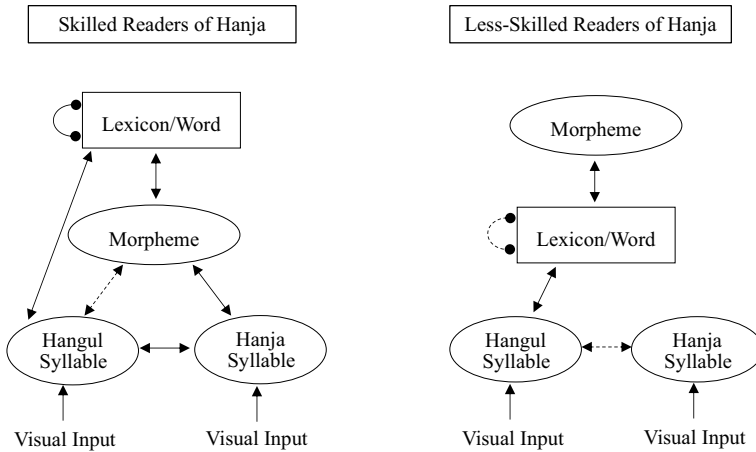 Skilled Readers of Hanja
Lexicon/Word
Morpheme
Hangul
Syllable
Hanja
Syllable
Visual Input
Visual Input
Less-Skilled Readers of Hanja
Morpheme
Lexicon/Word
Hangul
Syllable
Hanja
Syllable
Visual Input
Visual Input